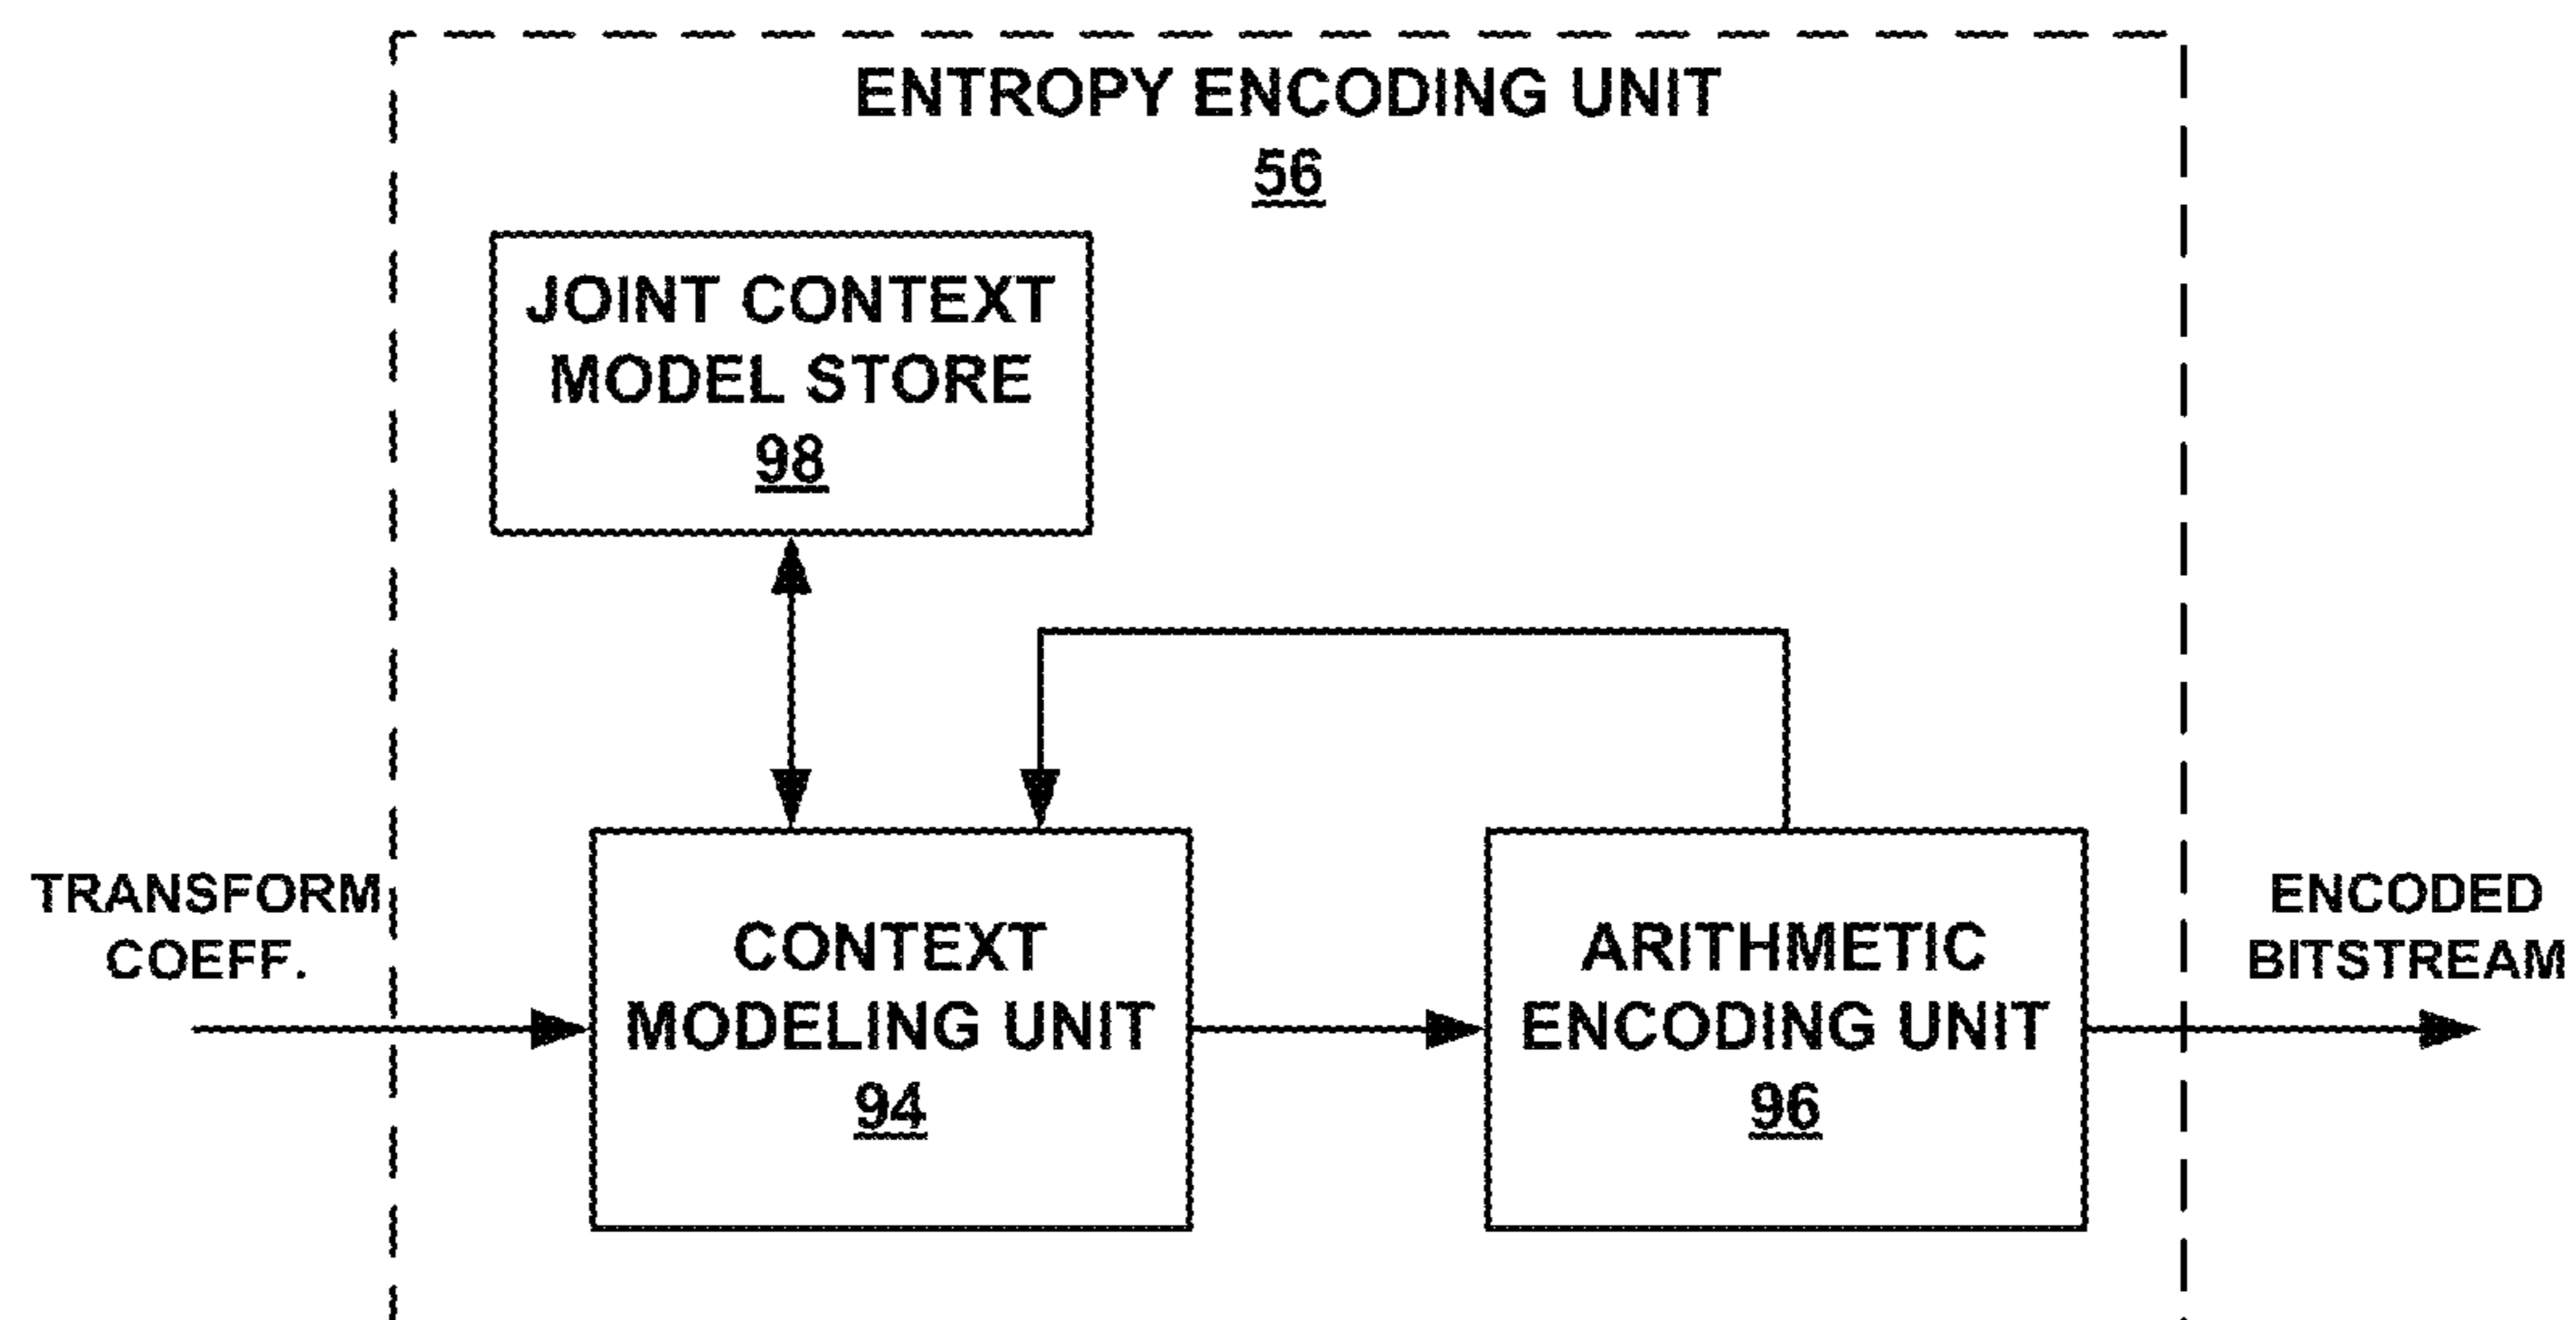 ENTROPY ENCODING UNIT
56
JOINT CONTEXT
MODEL STORE
98
TRANSFORM
COEFF.
CONTEXT
MODELING UNIT
94
ARITHMETIC
ENCODING UNIT
96
ENCODED
BITSTREAM